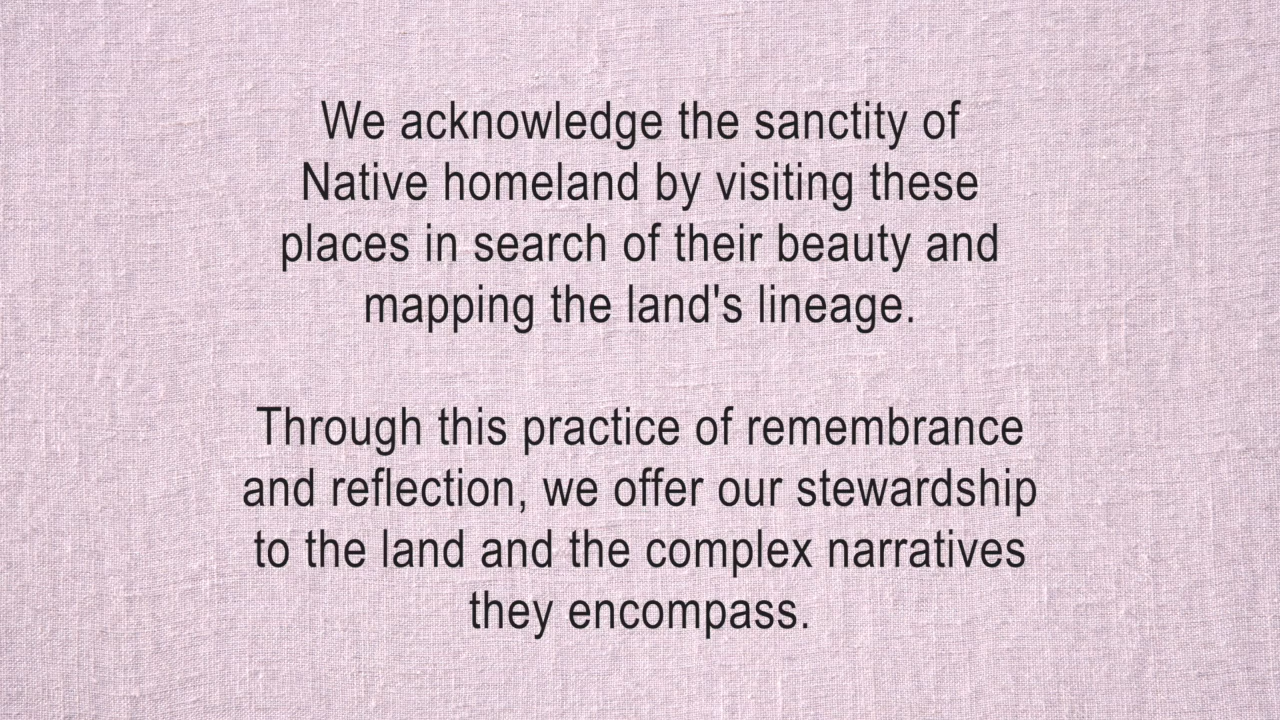 We acknowledge the sanctity of
Native homeland by visiting these
places in search of their beauty and
mapping the land's lineage.
Through this practice of remembrance
and reflection, we offer our stewardship
to the land and the complex narratives
they encompass.